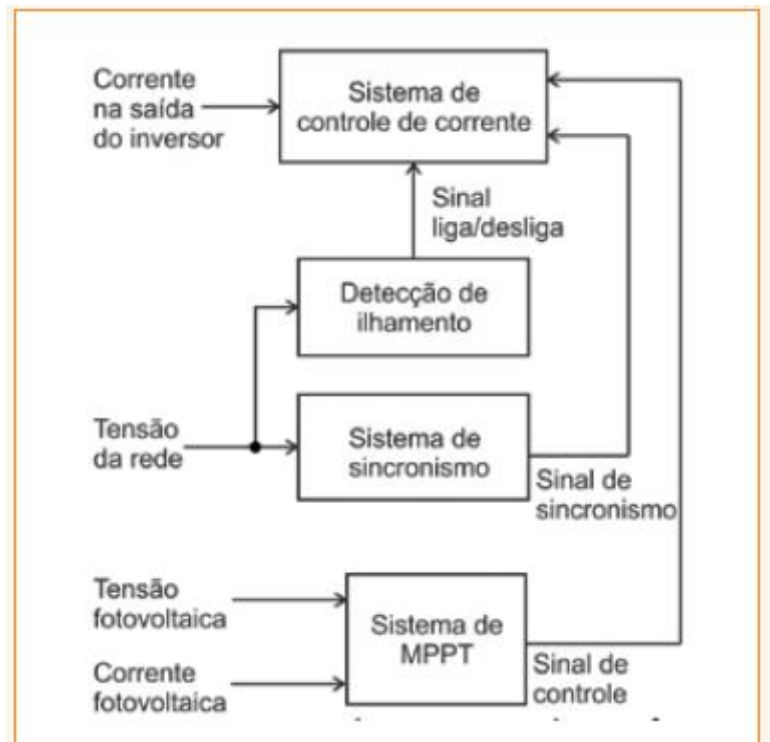 Corrente
na saída
do inversor
Sistema de
controle de corrente
Sinal
liga/desliga
Detecção de
ilhamento
Tensão
da rede
Sistema de
sincronismo
Sinal de
sincronismo
Tensão
fotovoltaica
Corrente
fotovoltaica
Sistema de
MPPT
Sinal de
controle